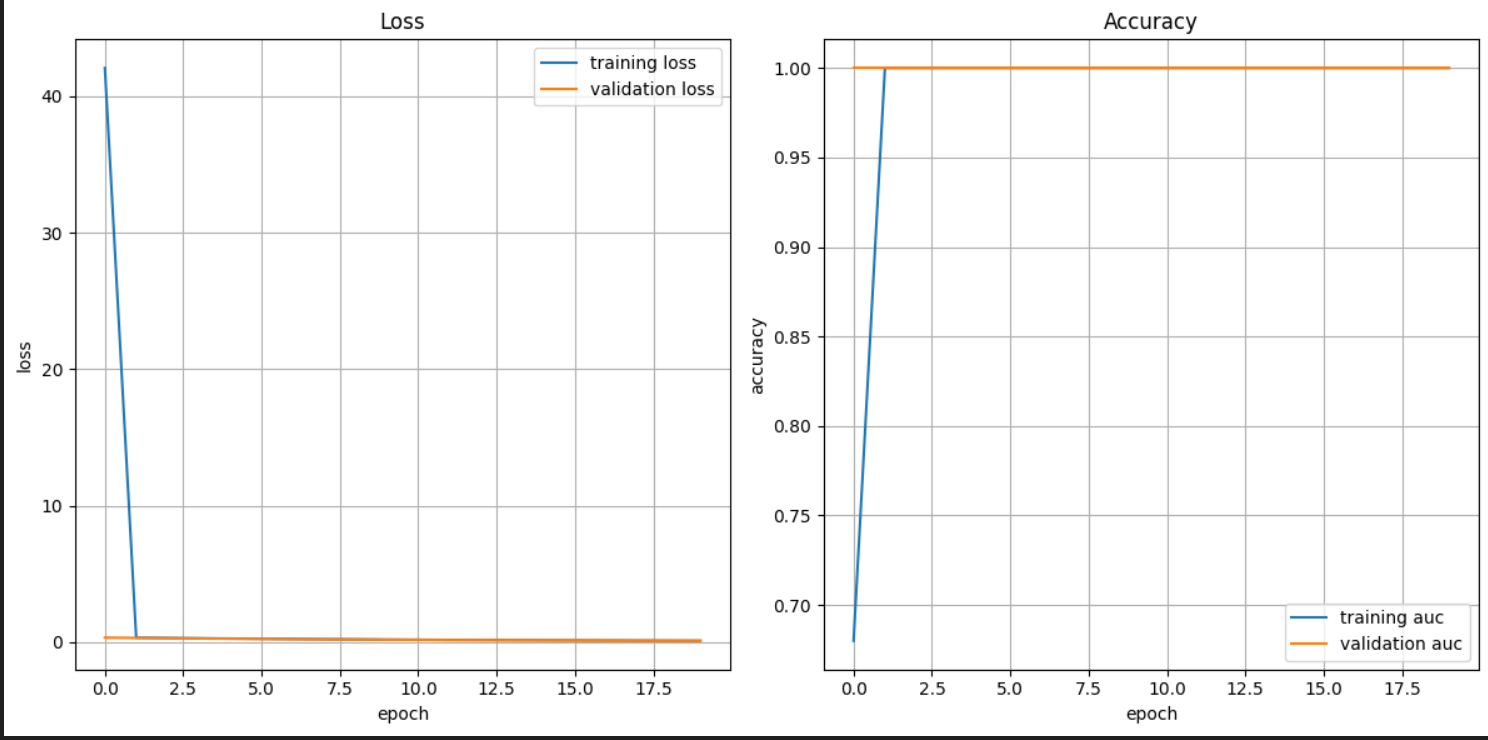 Loss
training loss
validation loss
40
30
20
10
0
loss
0.0 2.5 5.0 7.5 10.0 12.5 15.0 17.5
epoch
Accuracy
1.00
0.95
0.90
0.85
0.80
0.75
0.70
accuracy
training auc
validation auc
0.0 2.5 5.0 7.5 10.0 12.5 15.0 17.5
epoch